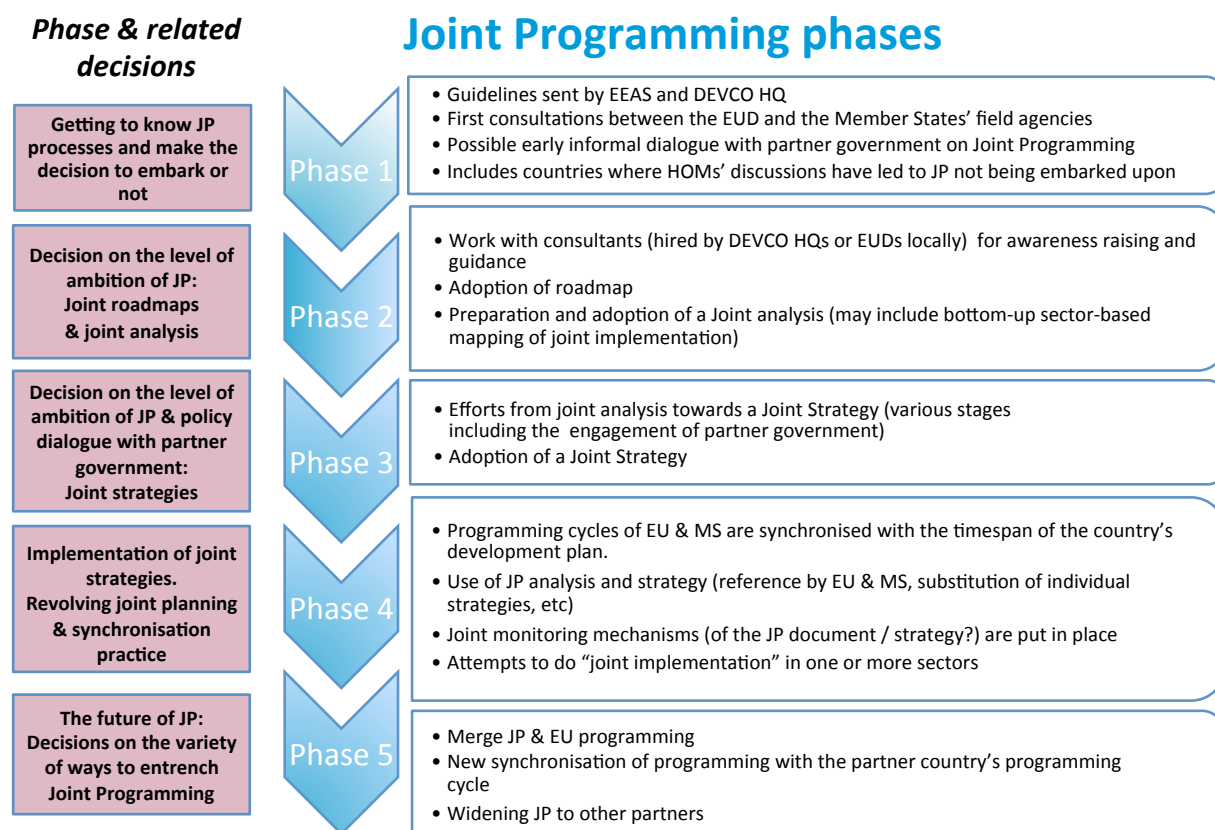 Phase & related
decisions
Joint Programming phases
Getting to know JP
processes and make the
decision to embark or
not
Phase 1
• Guidelines sent by EEAS and DEVCO HQ
• First consultations between the EUD and the Member States’ field agencies
• Possible early informal dialogue with partner government on Joint Programming
• Includes countries where HOMs’ discussions have led to JP not being embarked upon
Decision on the level of
ambition of JP:
Joint roadmaps
& joint analysis
Phase 2
• Work with consultants (hired by DEVCO HQs or EUDs locally) for awareness raising and
guidance
• Adoption of roadmap
• Preparation and adoption of a Joint analysis (may include bottom-up sector-based
mapping of joint implementation)
Decision on the level of
ambition of JP & policy
dialogue with partner
government:
Joint strategies
Phase 3
• Efforts from joint analysis towards a Joint Strategy (various stages
including the engagement of partner government)
• Adoption of a Joint Strategy
Implementation of joint
strategies.
Revolving joint planning
& synchronisation
practice
Phase 4
• Programming cycles of EU & MS are synchronised with the timespan of the country’s
development plan.
• Use of JP analysis and strategy (reference by EU & MS, substitution of individual
strategies, etc)
• Joint monitoring mechanisms (of the JP document / strategy?) are put in place
• Attempts to do “joint implementation” in one or more sectors
The future of JP:
Decisions on the variety
of ways to entrench
Joint Programming
Phase 5
• Merge JP & EU programming
• New synchronisation of programming with the partner country’s programming
cycle
• Widening JP to other partners